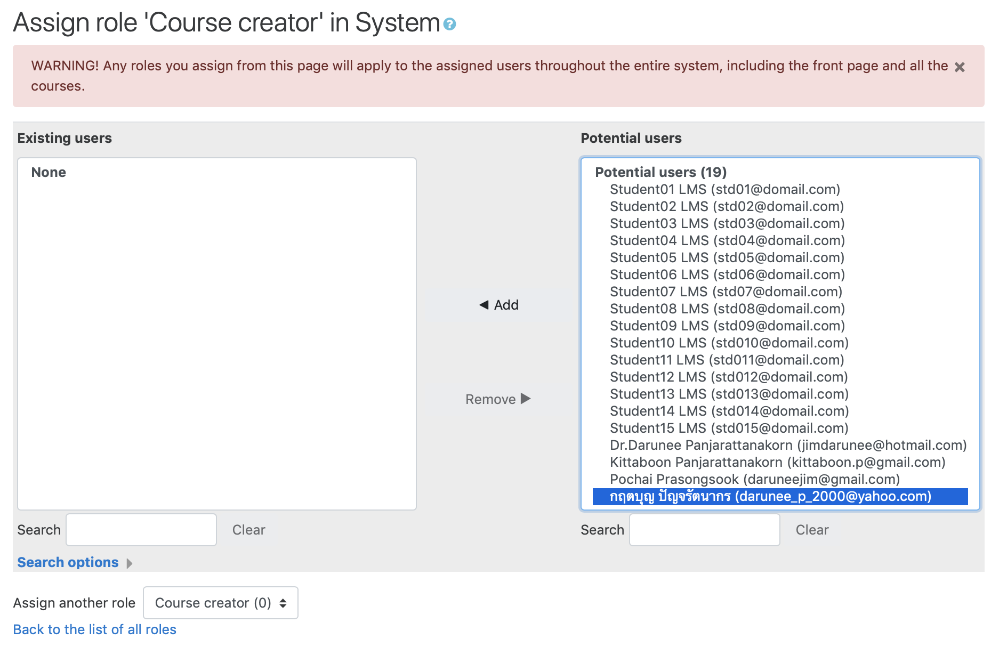 Assign role 'Course creator' in System
WARNING! Any roles you assign from this page will apply to the assigned users throughout the entire system, including the front page and all the
courses.
Existing users
None
Search
Clear
Search options
Add
Remove
Potential users
Potential users (19)
Student01 LMS (std01@domail.com)
Student02 LMS (std02@domail.com)
Student03 LMS (std03@domail.com)
Student04 LMS (std04@domail.com)
Student05 LMS (std05@domail.com)
Student06 LMS (std06@domail.com)
Student07 LMS (std07@domail.com)
Student08 LMS (std08@domail.com)
Student09 LMS (std09@domail.com)
Student10 LMS (std010@domail.com)
Student11 LMS (std011@domail.com)
Student12 LMS (std012@domail.com)
Student13 LMS (std013@domail.com)
Student14 LMS (std014@domail.com)
Student15 LMS (std015@domail.com)
Dr.Darunee Panjarattanakorn (jimdarunee@hotmail.com)
Kittaboon Panjarattanakorn (kittaboon.p@gmail.com)
Pochai Prasongsook (daruneejim@gmail.com)
กฤตบุญ ปัญจรัตนากร (darunee_p_2000@yahoo.com)
Search
Clear
Assign another role
Course creator (0)
Back to the list of all roles